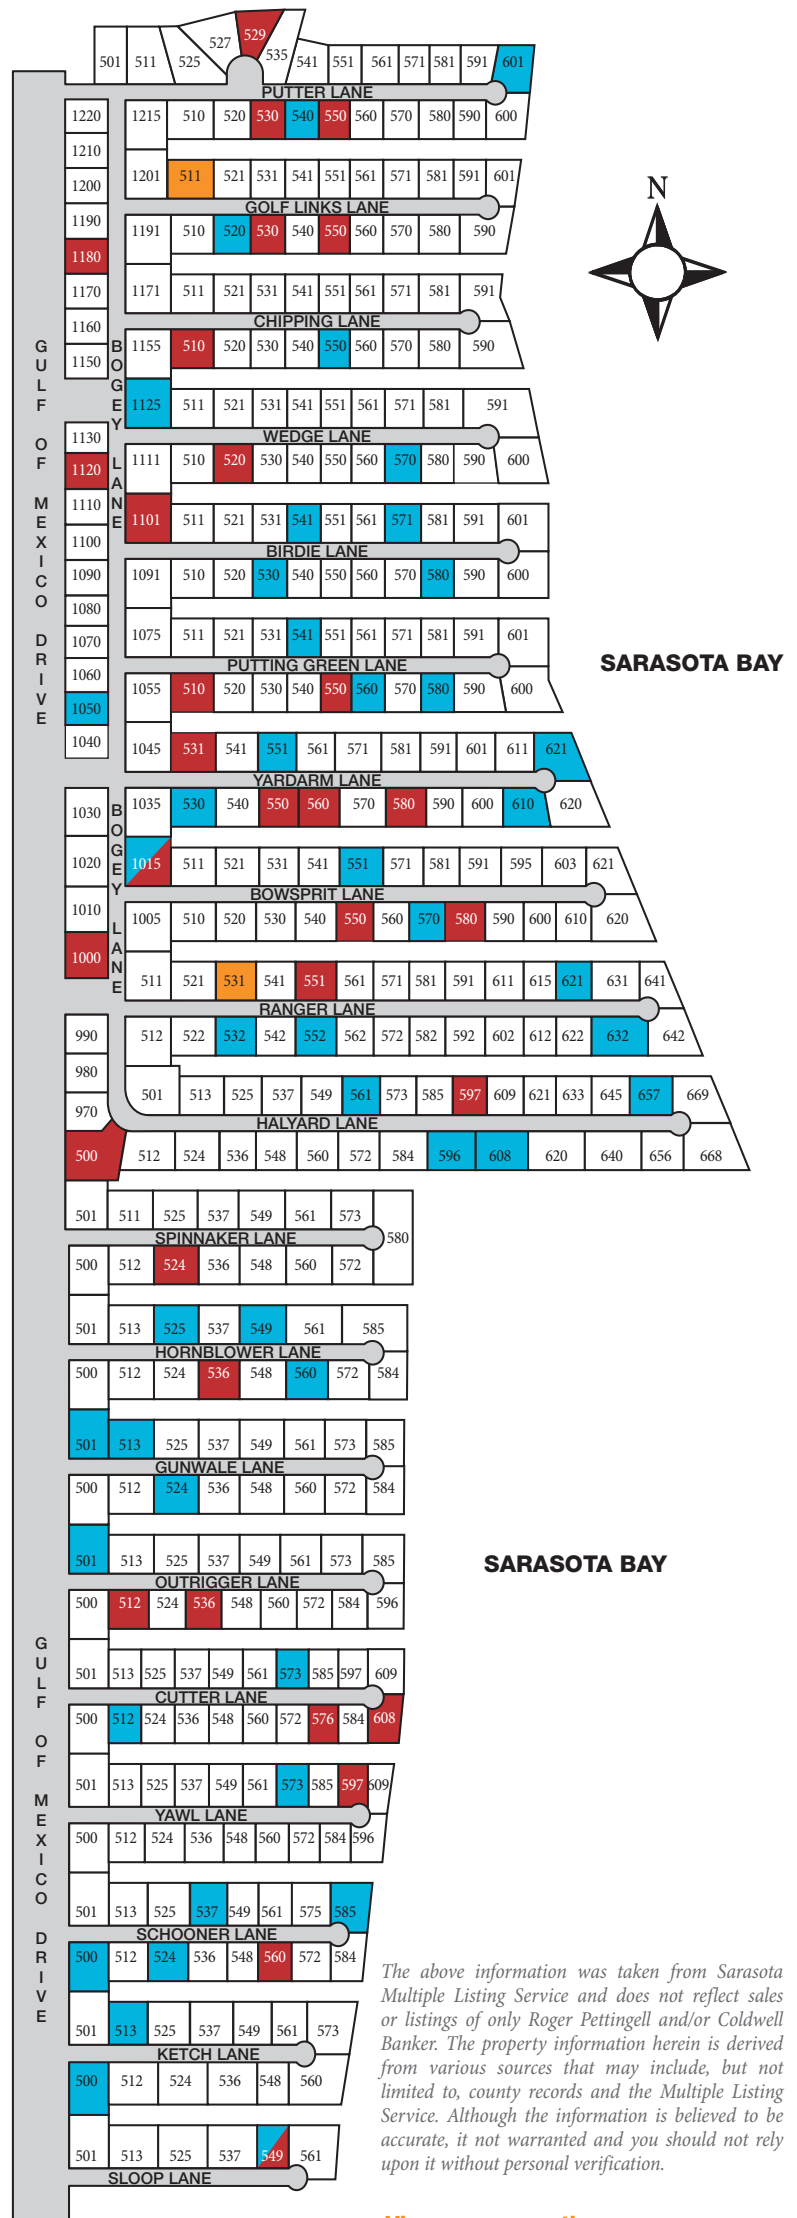 529
527
535
501 511 525 541 551 561 571 581 591 601
PUTTER LANE
1220 1215 510 520 530 540 550 560 570 580 590 600
1210
1200 1201 511 521 531 541 551 561 571 581 591 601
GOLF LINKS LANE
1190 1191 510 520 530 540 550 560 570 580 590
1180
1170 1171 511 521 531 541 551 561 571 581 591
CHIPPING LANE
1160
1150 1155 510 520 530 540 550 560 570 580 590
1125 511 521 531 541 551 561 571 581 591
WEDGE LANE
1130
1120 1111 510 520 530 540 550 560 570 580 590 600
1110 1101 511 521 531 541 551 561 571 581 591 601
BIRDIE LANE
1100
1090 1091 510 520 530 540 550 560 570 580 590 600
1080
1070 1075 511 521 531 541 551 561 571 581 591 601
PUTTING GREEN LANE
1060
1050 1055 510 520 530 540 550 560 570 580 590 600
1040 1045 531 541 551 561 571 581 591 601 611 621
YARDARM LANE
1030 1035 530 540 550 560 570 580 590 600 610 620
1020 1015 511 521 531 541 551 571 581 591 595 603 621
BOWSPRIT LANE
1010 1005 510 520 530 540 550 560 570 580 590 600 610 620
1000 511 521 531 541 551 561 571 581 591 611 615 621 631 641
RANGER LANE
990 512 522 532 542 552 562 572 582 592 602 612 622 632 642
980
970 501 513 525 537 549 561 573 585 597 609 621 633 645 657 669
HALYARD LANE
500 512 524 536 548 560 572 584 596 608 620 640 656 668
GULF OF MEXICO DRIVE
BOGEY LANE
BOGEY LANE
N
SARASOTA BAY
501 511 525 537 549 561 573
SPINNAKER LANE
580
500 512 524 536 548 560 572
501 513 525 537 549 561 585
HORNBLOWER LANE
500 512 524 536 548 560 572 584
501 513 525 537 549 561 573 585
GUNWALE LANE
500 512 524 536 548 560 572 584
501 513 525 537 549 561 573 585
OUTRIGGER LANE
500 512 524 536 548 560 572 584 596
501 513 525 537 549 561 573 585 597 609
CUTTER LANE
500 512 524 536 548 560 572 576 584 608
501 513 525 537 549 561 573 585 597 609
YAWL LANE
500 512 524 536 548 560 572 584 596
501 513 525 537 549 561 575 585
SCHOONER LANE
500 512 524 536 548 560 572 584
501 513 525 537 549 561 573
KETCH LANE
500 512 524 536 548 560
501 513 525 537 549 561
SLOOP LANE
GULF OF MEXICO DRIVE
SARASOTA BAY
The above information was taken from Sarasota
Multiple Listing Service and does not reflect sales
or listings of only Roger Pettingell and/or Coldwell
Banker. The property information herein is derived
from various sources that may include, but not
limited to, county records and the Multiple Listing
Service. Although the information is believed to be
accurate, it not warranted and you should not rely
upon it without personal verification.